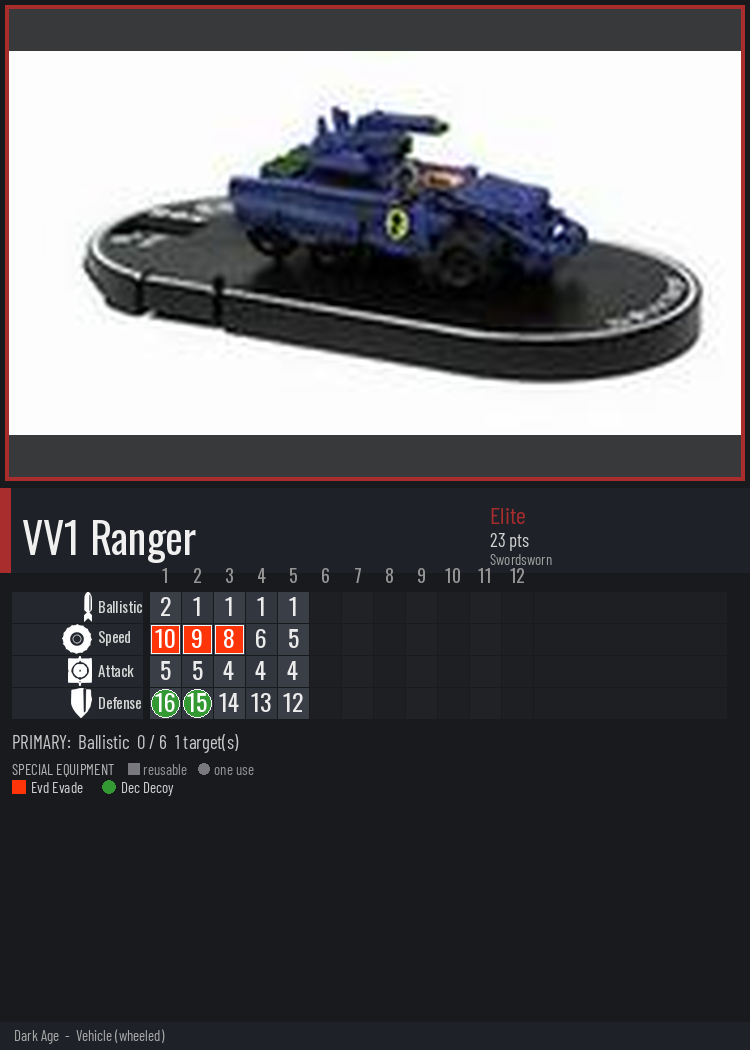 VV1 Ranger
Elite
23 pts
Swordsworn
1 2 3 4 5 6 7 8 9 10 11 12
Ballistic 2 1 1 1 1
Speed 10 9 8 6 5
Attack 5 5 4 4 4
Defense 16 15 14 13 12
PRIMARY: Ballistic 0 / 6 1 target(s)
SPECIAL EQUIPMENT reusable one use
Evd Evade Dec Decoy
Dark Age - Vehicle (wheeled)